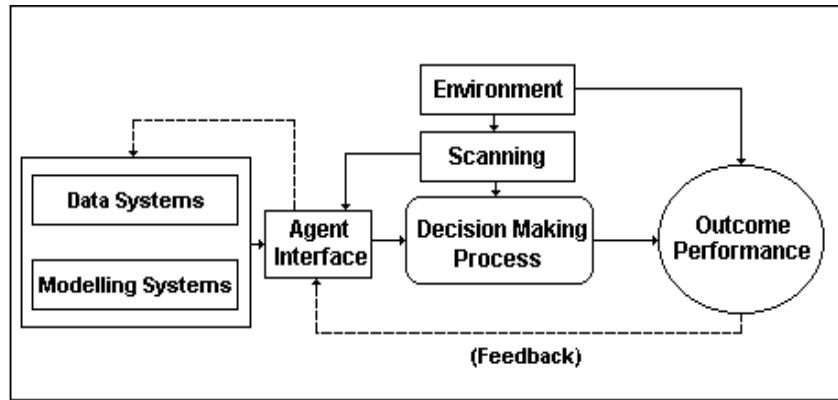 Environment
Scanning
Data Systems
Modelling Systems
Agent
Interface
Decision Making
Process
Outcome
Performance
(Feedback)